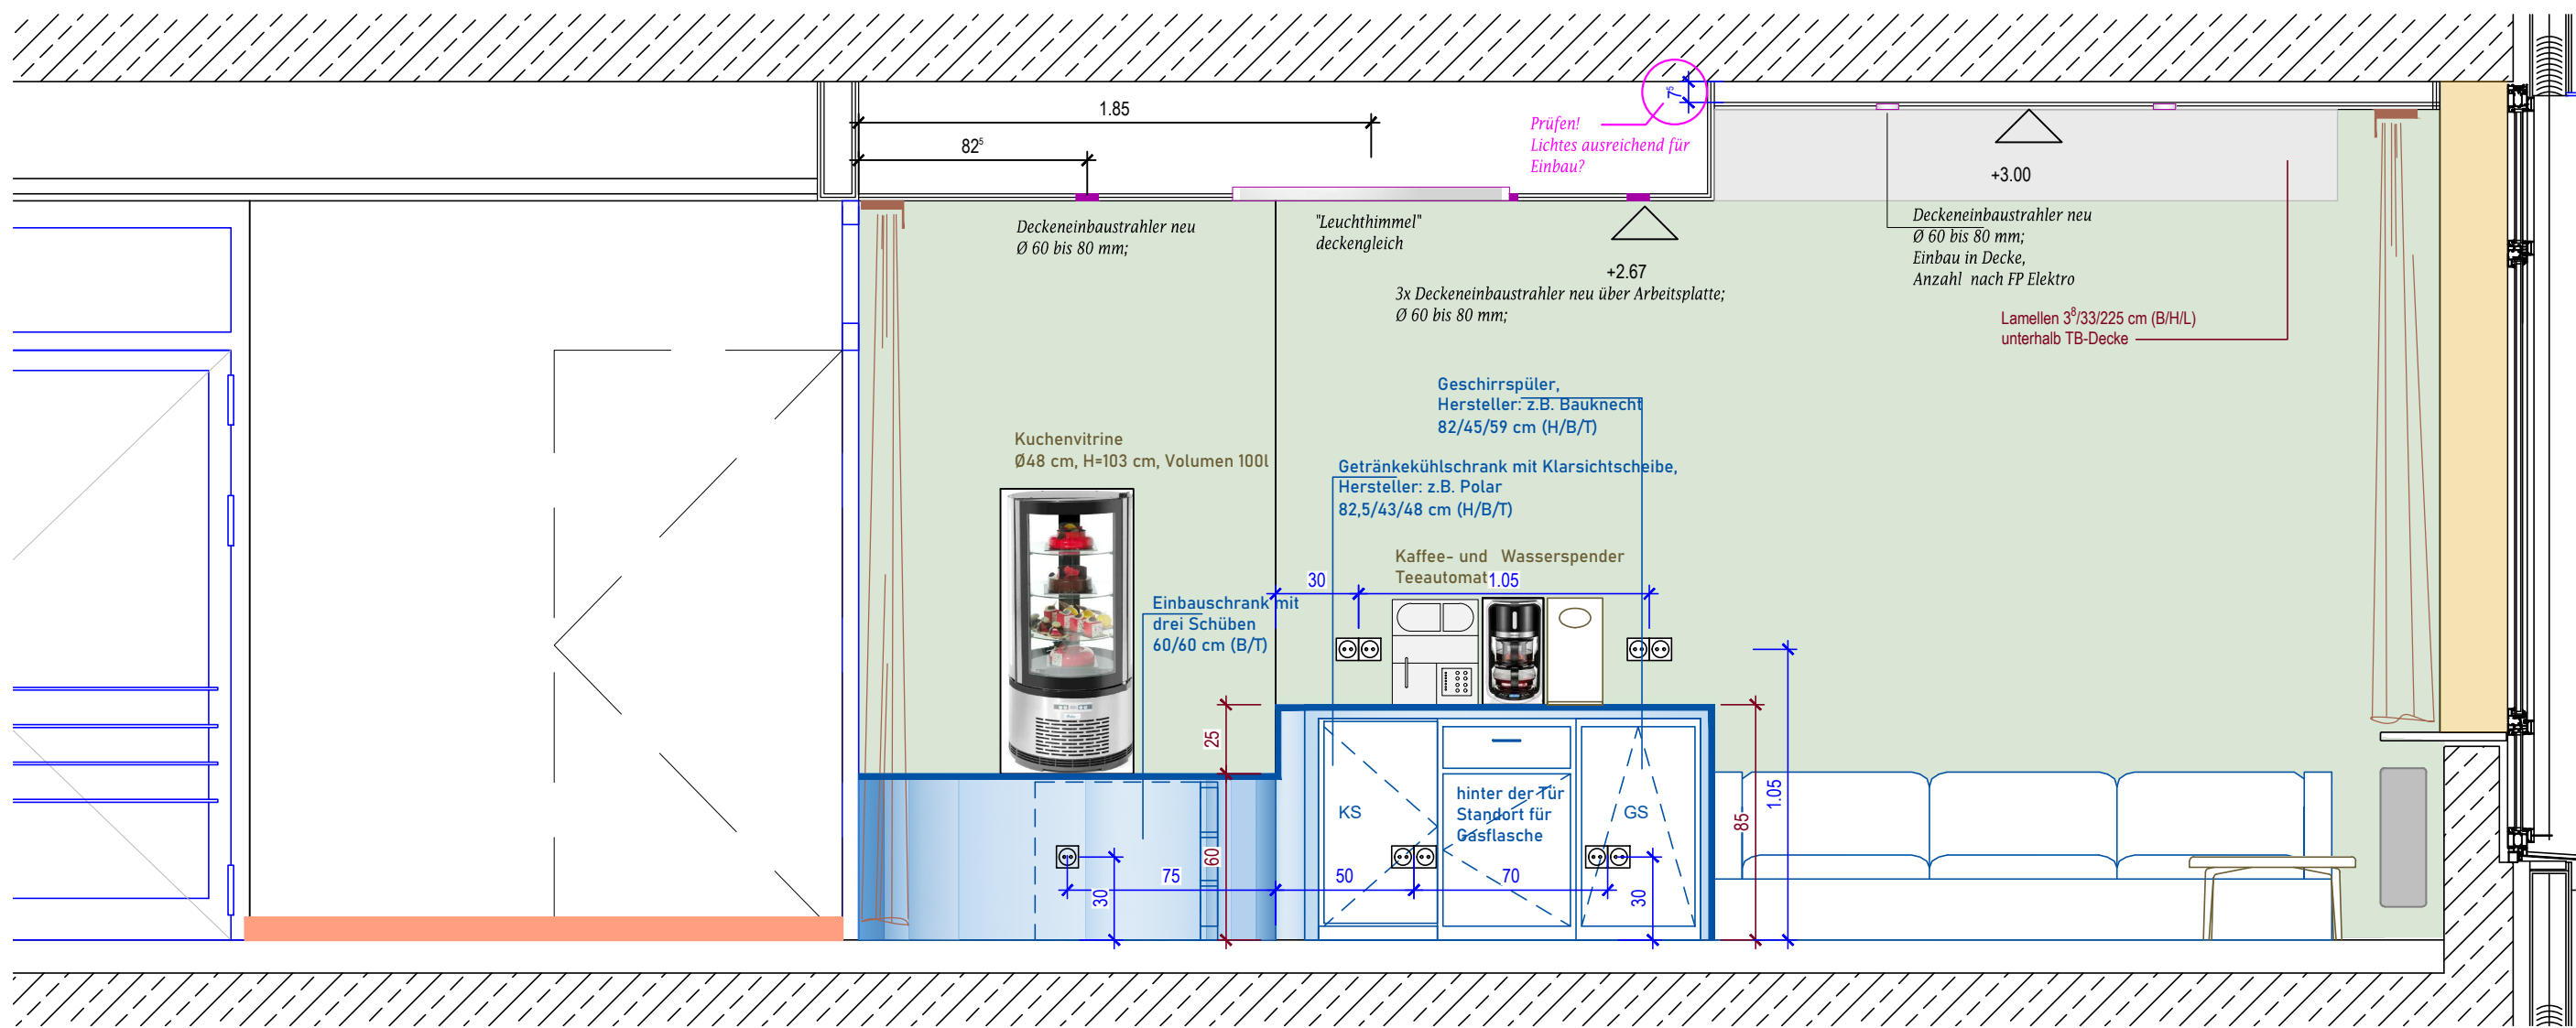 1.85
82⁵
7⁵
Prüfen!
Lichtes ausreichend für
Einbau?
+3.00
Deckeneinbaustrahler neu
Ø 60 bis 80 mm;
"Leuchthimmel"
deckengleich
+2.67
3x Deckeneinbaustrahler neu über Arbeitsplatte;
Ø 60 bis 80 mm;
Deckeneinbaustrahler neu
Ø 60 bis 80 mm;
Einbau in Decke,
Anzahl nach FP Elektro
Lamellen 3⁸/33/225 cm (B/H/L)
unterhalb TB-Decke
Geschirrspüler,
Hersteller: z.B. Bauknecht
82/45/59 cm (H/B/T)
Kuchenvitrine
Ø48 cm, H=103 cm, Volumen 100l
Getränkekühlschrank mit Klarsichtscheibe,
Hersteller: z.B. Polar
82,5/43/48 cm (H/B/T)
Kaffee- und
Teeautomat
Wasserspender
30
1.05
Einbauschrank mit
drei Schüben
60/60 cm (B/T)
25
60
85
1.05
KS
hinter der Tür
Standort für
Gasflasche
GS
75
50
70
30
30